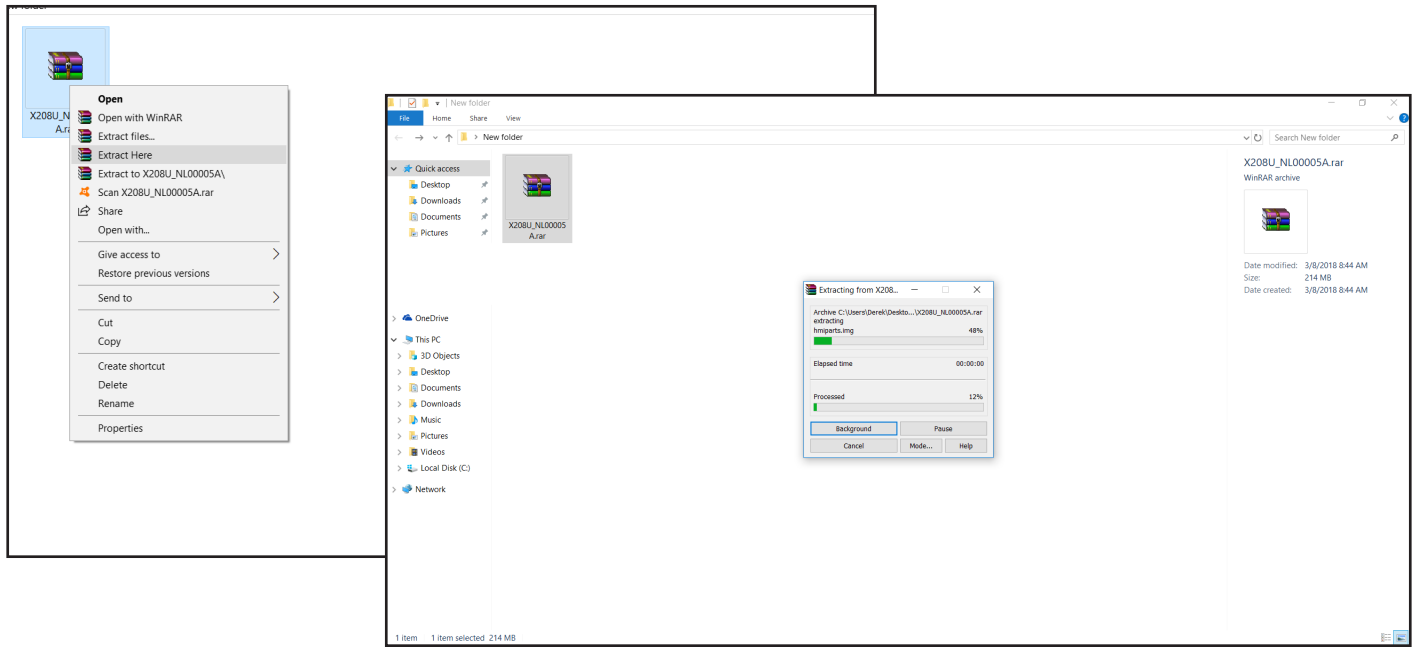 X208U_N
A.ra
Open
Open with WinRAR
Extract files...
Extract Here
Extract to X208U_NL00005A\
Scan X208U_NL00005A.rar
Share
Open with...
Give access to
Restore previous versions
Send to
Cut
Copy
Create shortcut
Delete
Rename
Properties
New folder
File Home Share View
New folder
Search New folder
Quick access
Desktop
Downloads
Documents
Pictures
OneDrive
This PC
3D Objects
Desktop
Documents
Downloads
Music
Pictures
Videos
Local Disk (C:)
Network
X208U_NL00005
A.rar
Extracting from X208...
Archive C:\Users\Derek\Deskto...\X208U_NL00005A.rar
extracting
hmiparts.img 48%
Elapsed time 00:00:00
Processed 12%
Background Pause
Cancel Mode... Help
X208U_NL00005A.rar
WinRAR archive
Date modified: 3/8/2018 8:44 AM
Size: 214 MB
Date created: 3/8/2018 8:44 AM
1 item 1 item selected 214 MB